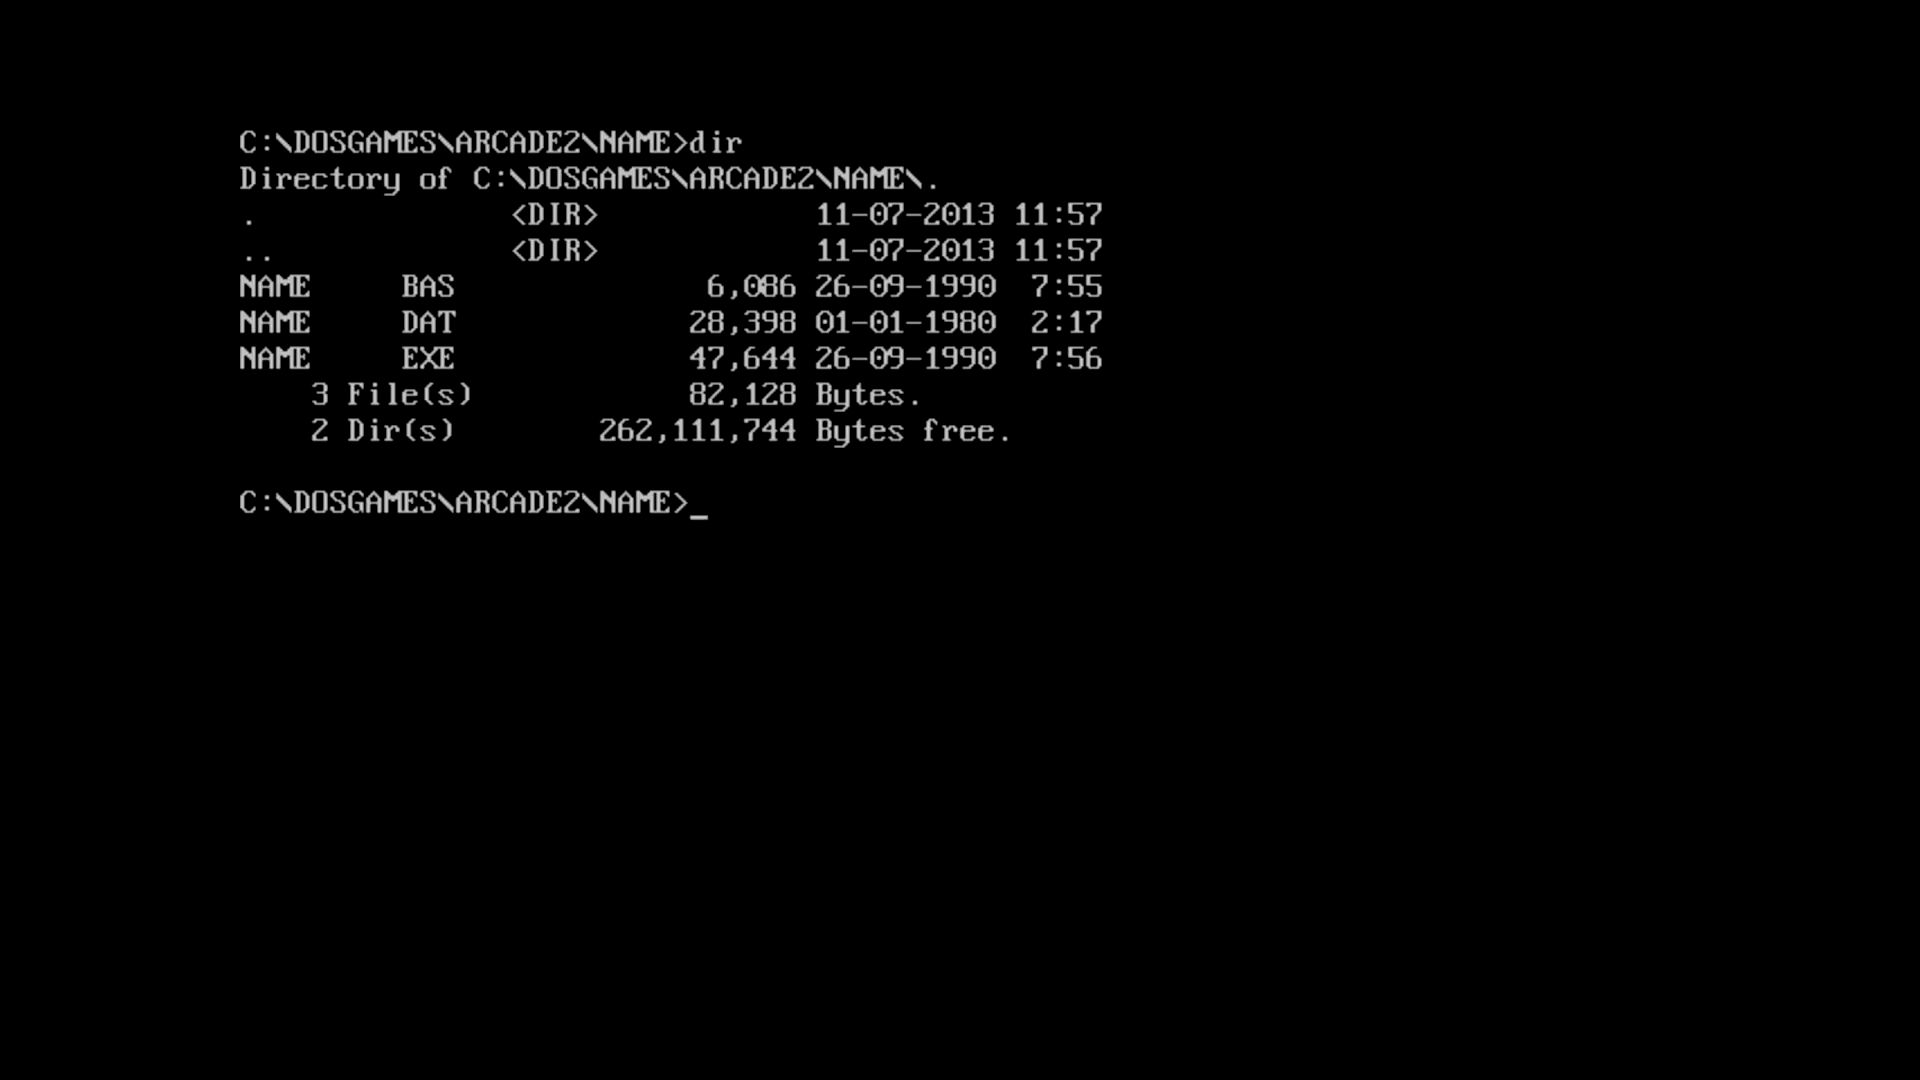 C:\DOSGAMES\ARCADE2\NAME>dir
Directory of C:\DOSGAMES\ARCADE2\NAME\.
. <DIR> 11-07-2013 11:57
.. <DIR> 11-07-2013 11:57
NAME BAS 6,086 26-09-1990 7:55
NAME DAT 28,398 01-01-1980 2:17
NAME EXE 47,644 26-09-1990 7:56
3 File(s) 82,128 Bytes.
2 Dir(s) 262,111,744 Bytes free.
C:\DOSGAMES\ARCADE2\NAME>_